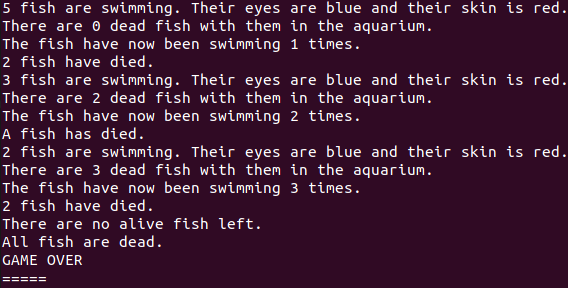 5 fish are swimming. Their eyes are blue and their skin is red.
There are 0 dead fish with them in the aquarium.
The fish have now been swimming 1 times.
2 fish have died.
3 fish are swimming. Their eyes are blue and their skin is red.
There are 2 dead fish with them in the aquarium.
The fish have now been swimming 2 times.
A fish has died.
2 fish are swimming. Their eyes are blue and their skin is red.
There are 3 dead fish with them in the aquarium.
The fish have now been swimming 3 times.
2 fish have died.
There are no alive fish left.
All fish are dead.
GAME OVER
=====